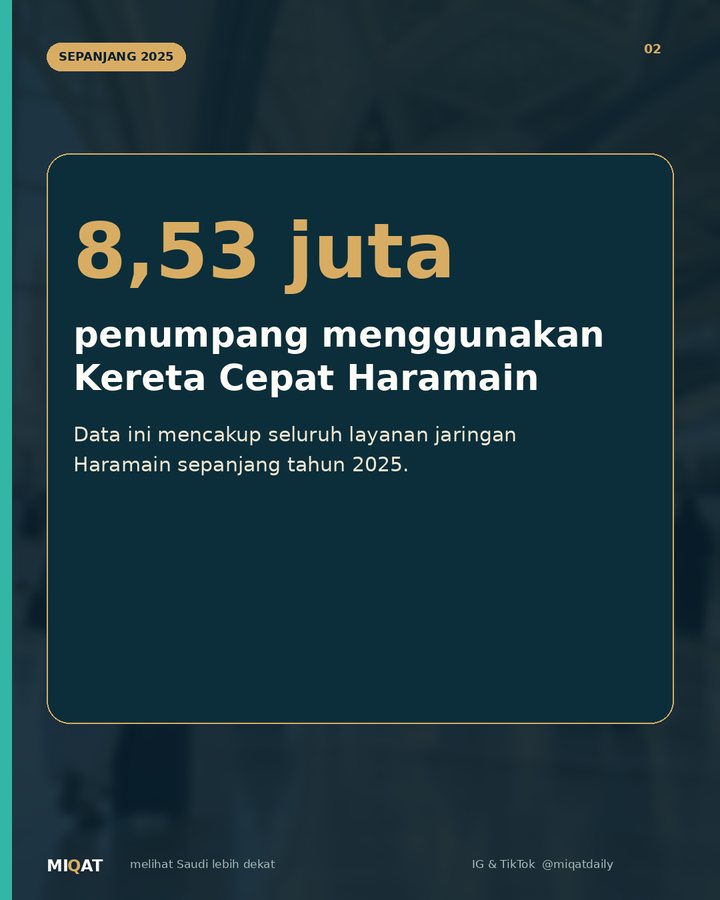 SEPANJANG 2025
02
8,53 juta
penumpang menggunakan
Kereta Cepat Haramain
Data ini mencakup seluruh layanan jaringan
Haramain sepanjang tahun 2025.
MIQAT
melihat Saudi lebih dekat
IG & TikTok @miqatdaily